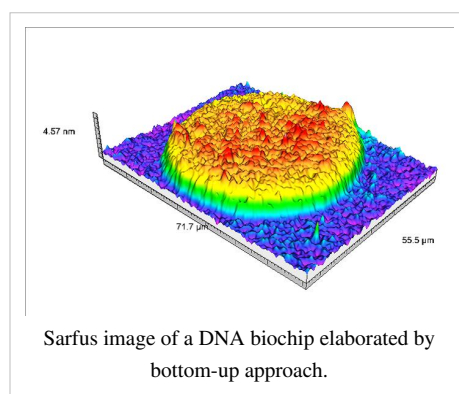 4.57 nm
71.7 µm
55.5 µm
Sarfus image of a DNA biochip elaborated by
bottom-up approach.